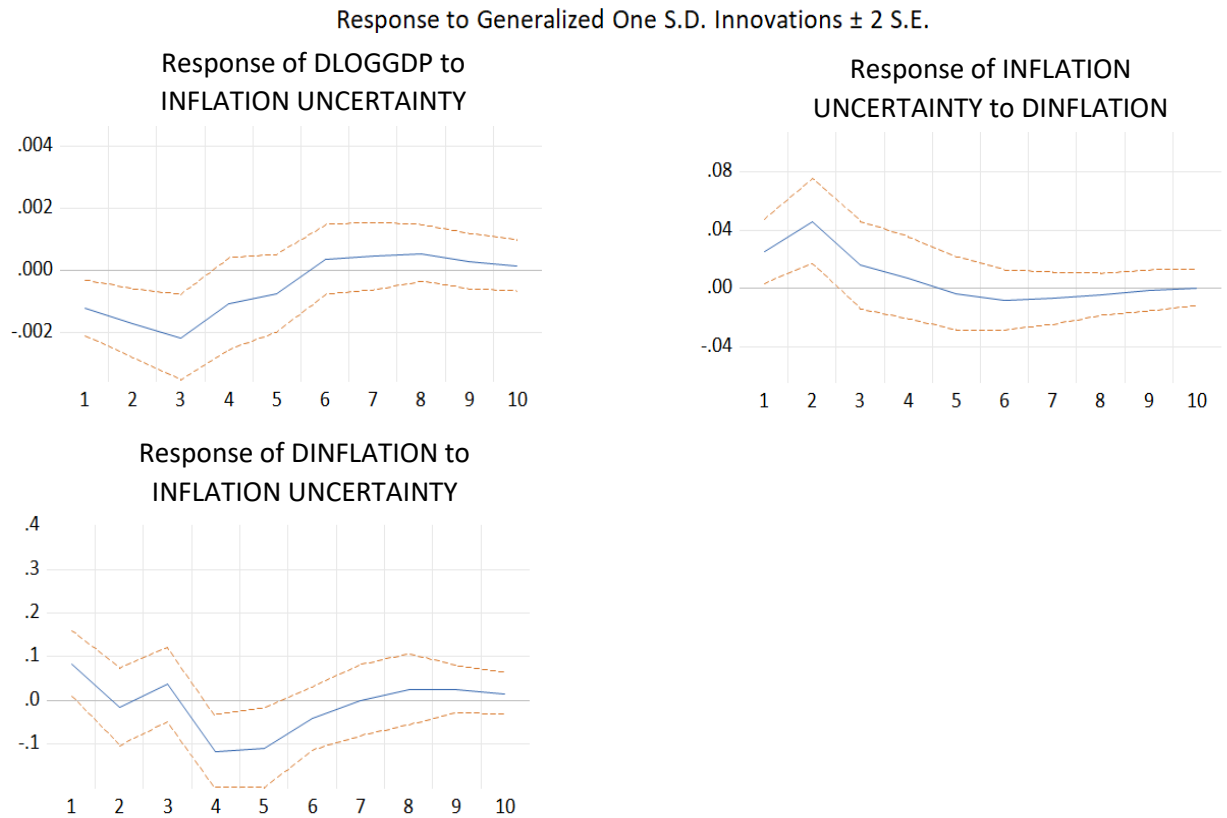 Response to Generalized One S.D. Innovations ± 2 S.E.
Response of DLOGGDP to
INFLATION UNCERTAINTY
.004
.002
.000
-.002
1 2 3 4 5 6 7 8 9 10
Response of INFLATION
UNCERTAINTY to DINFLATION
.08
.04
.00
-.04
1 2 3 4 5 6 7 8 9 10
Response of DINFLATION to
INFLATION UNCERTAINTY
.4
.3
.2
.1
.0
-.1
1 2 3 4 5 6 7 8 9 10